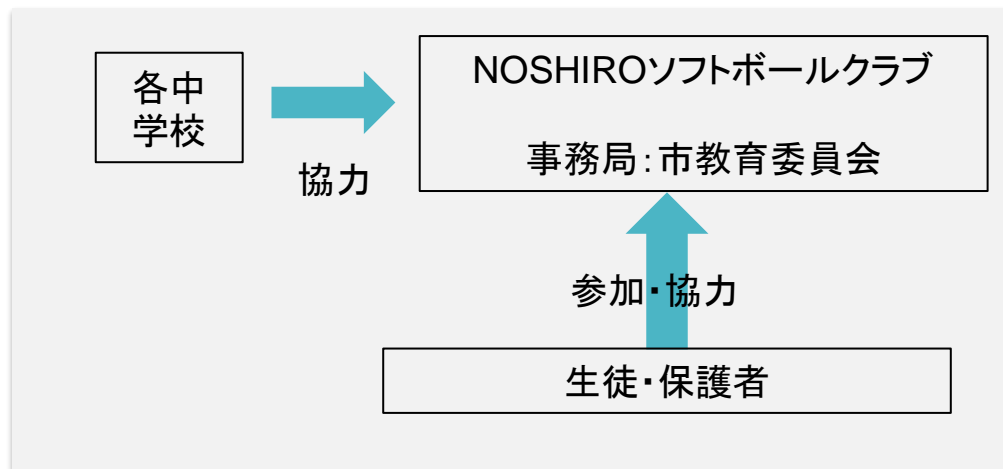 各中
学校
協力
NOSHIROソフトボールクラブ
事務局：市教育委員会
参加・協力
生徒・保護者